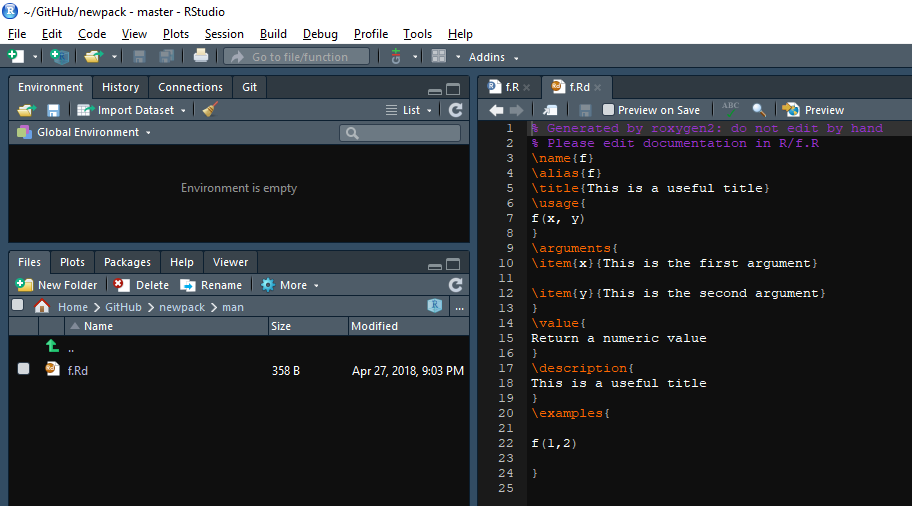 ~/GitHub/newpack - master - RStudio
File Edit Code View Plots Session Build Debug Profile Tools Help
Go to file/function Addins
Environment History Connections Git
Import Dataset List
Global Environment
Environment is empty
Files Plots Packages Help Viewer
New Folder Delete Rename More
Home GitHub newpack man ...
Name Size Modified
..
f.Rd 358 B Apr 27, 2018, 9:03 PM
f.R f.Rd
Preview on Save ABC Preview
1 % Generated by roxygen2: do not edit by hand
2 % Please edit documentation in R/f.R
3 \name{f}
4 \alias{f}
5 \title{This is a useful title}
6 \usage{
7 f(x, y)
8 }
9 \arguments{
10 \item{x}{This is the first argument}
11
12 \item{y}{This is the second argument}
13 }
14 \value{
15 Return a numeric value
16 }
17 \description{
18 This is a useful title
19 }
20 \examples{
21
22 f(1,2)
23
24 }
25